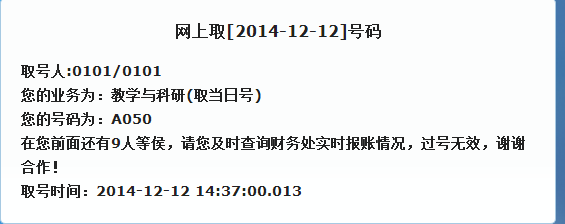 网上取[2014-12-12]号码
取号人:0101/0101
您的业务为：教学与科研(取当日号)
您的号码为：A050
在您前面还有9人等侯，请您及时查询财务处实时报账情况，过号无效，谢谢
合作！
取号时间：2014-12-12 14:37:00.013